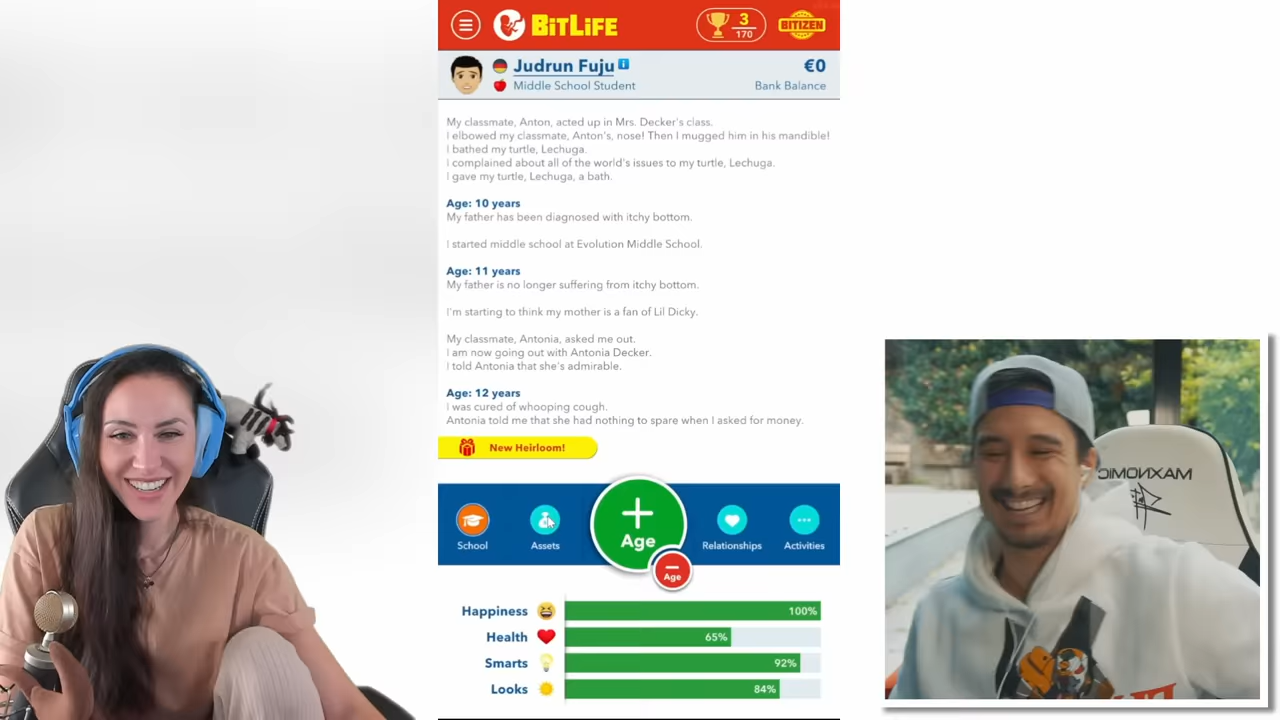 BITLIFE
3
170
BITIZEN
Judrun Fuju
Middle School Student
€0
Bank Balance
My classmate, Anton, acted up in Mrs. Decker's class.
I elbowed my classmate, Anton's, nose! Then I mugged him in his mandible!
I bathed my turtle, Lechuga.
I complained about all of the world's issues to my turtle, Lechuga.
I gave my turtle, Lechuga, a bath.
Age: 10 years
My father has been diagnosed with itchy bottom.
I started middle school at Evolution Middle School.
Age: 11 years
My father is no longer suffering from itchy bottom.
I'm starting to think my mother is a fan of Lil Dicky.
My classmate, Antonia, asked me out.
I am now going out with Antonia Decker.
I told Antonia that she's admirable.
Age: 12 years
I was cured of whooping cough.
Antonia told me that she had nothing to spare when I asked for money.
New Heirloom!
School
Assets
Age
Age
Relationships
Activities
Happiness 100%
Health 65%
Smarts 92%
Looks 84%
MAXNOMIC